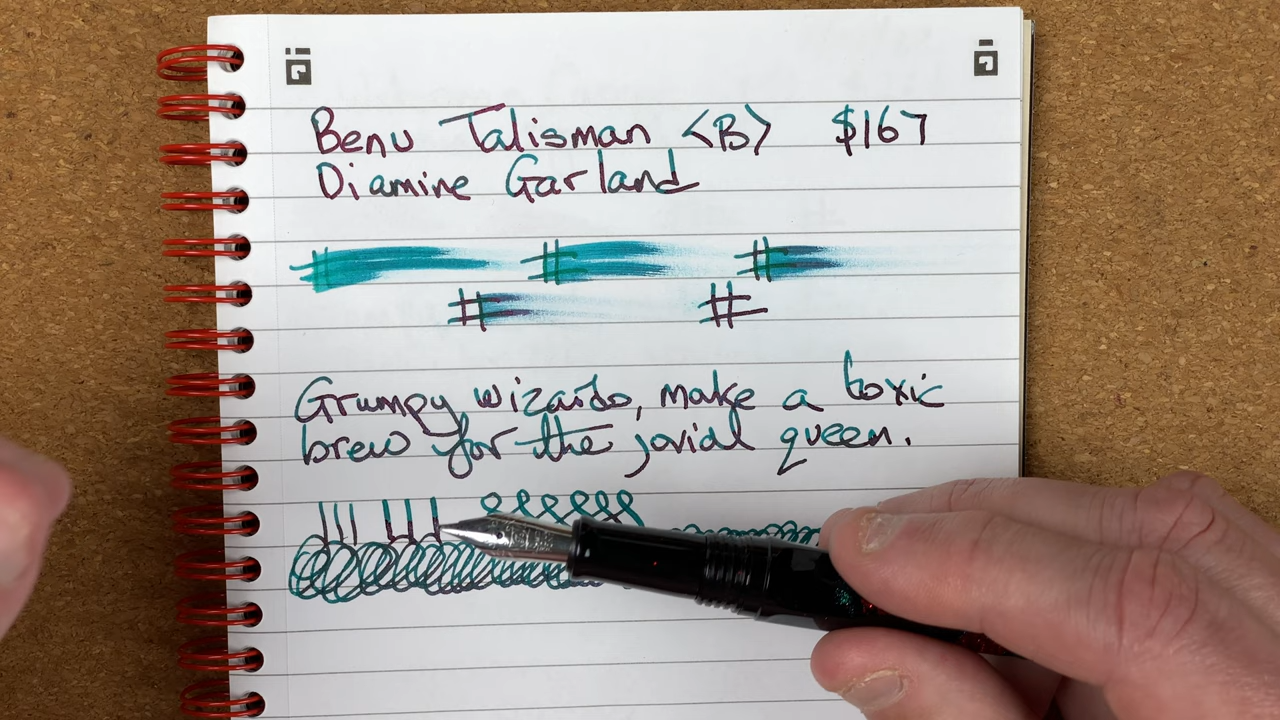 Benu Talisman <B> $167
Diamine Garland
Grumpy wizards, make a toxic
brew for the jovial queen.